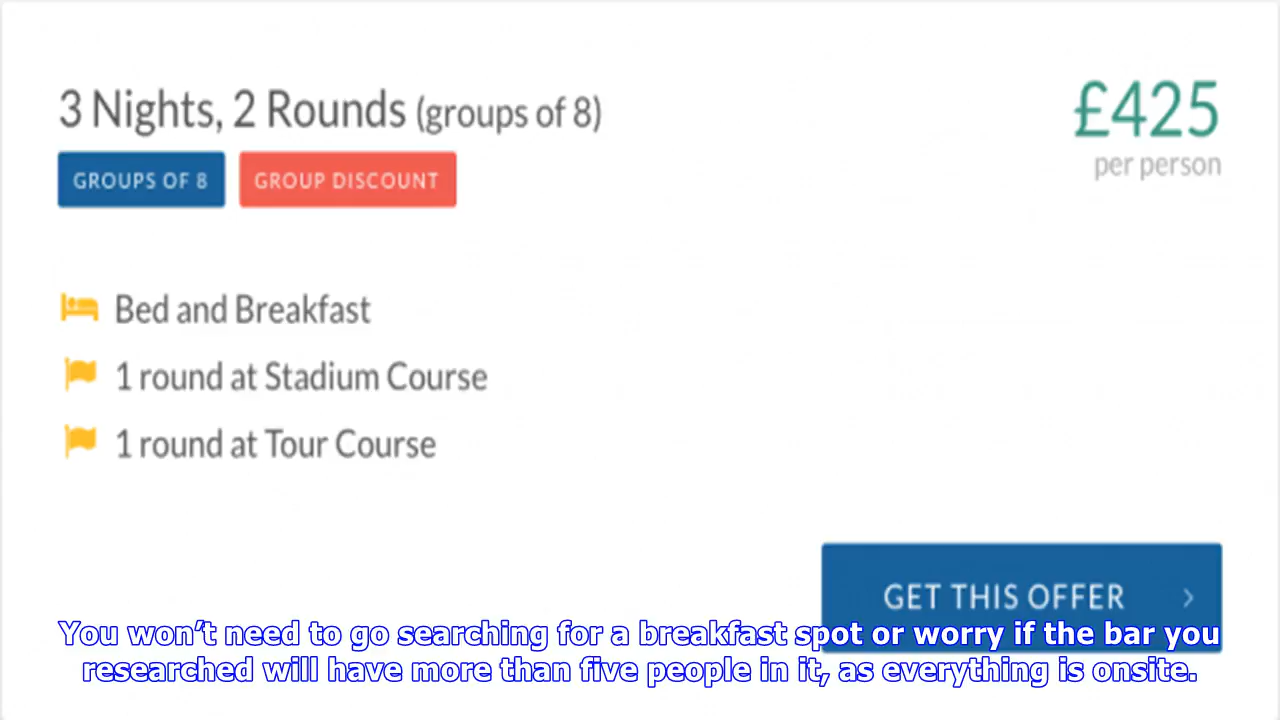 3 Nights, 2 Rounds (groups of 8)
£425
per person
GROUPS OF 8
GROUP DISCOUNT
Bed and Breakfast
1 round at Stadium Course
1 round at Tour Course
GET THIS OFFER
You won’t need to go searching for a breakfast spot or worry if the bar you
researched will have more than five people in it, as everything is onsite.